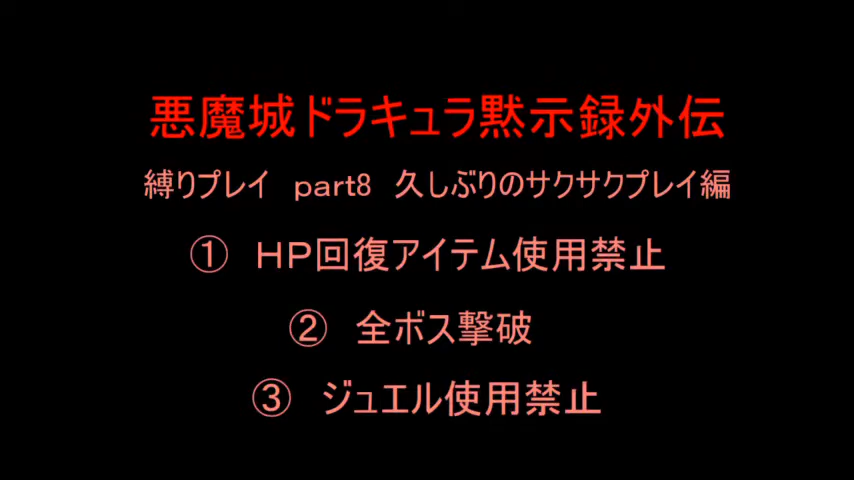 悪魔城ドラキュラ黙示録外伝
縛りプレイ　part8　久しぶりのサクサクプレイ編
①　ＨＰ回復アイテム使用禁止
②　全ボス撃破
③　ジュエル使用禁止